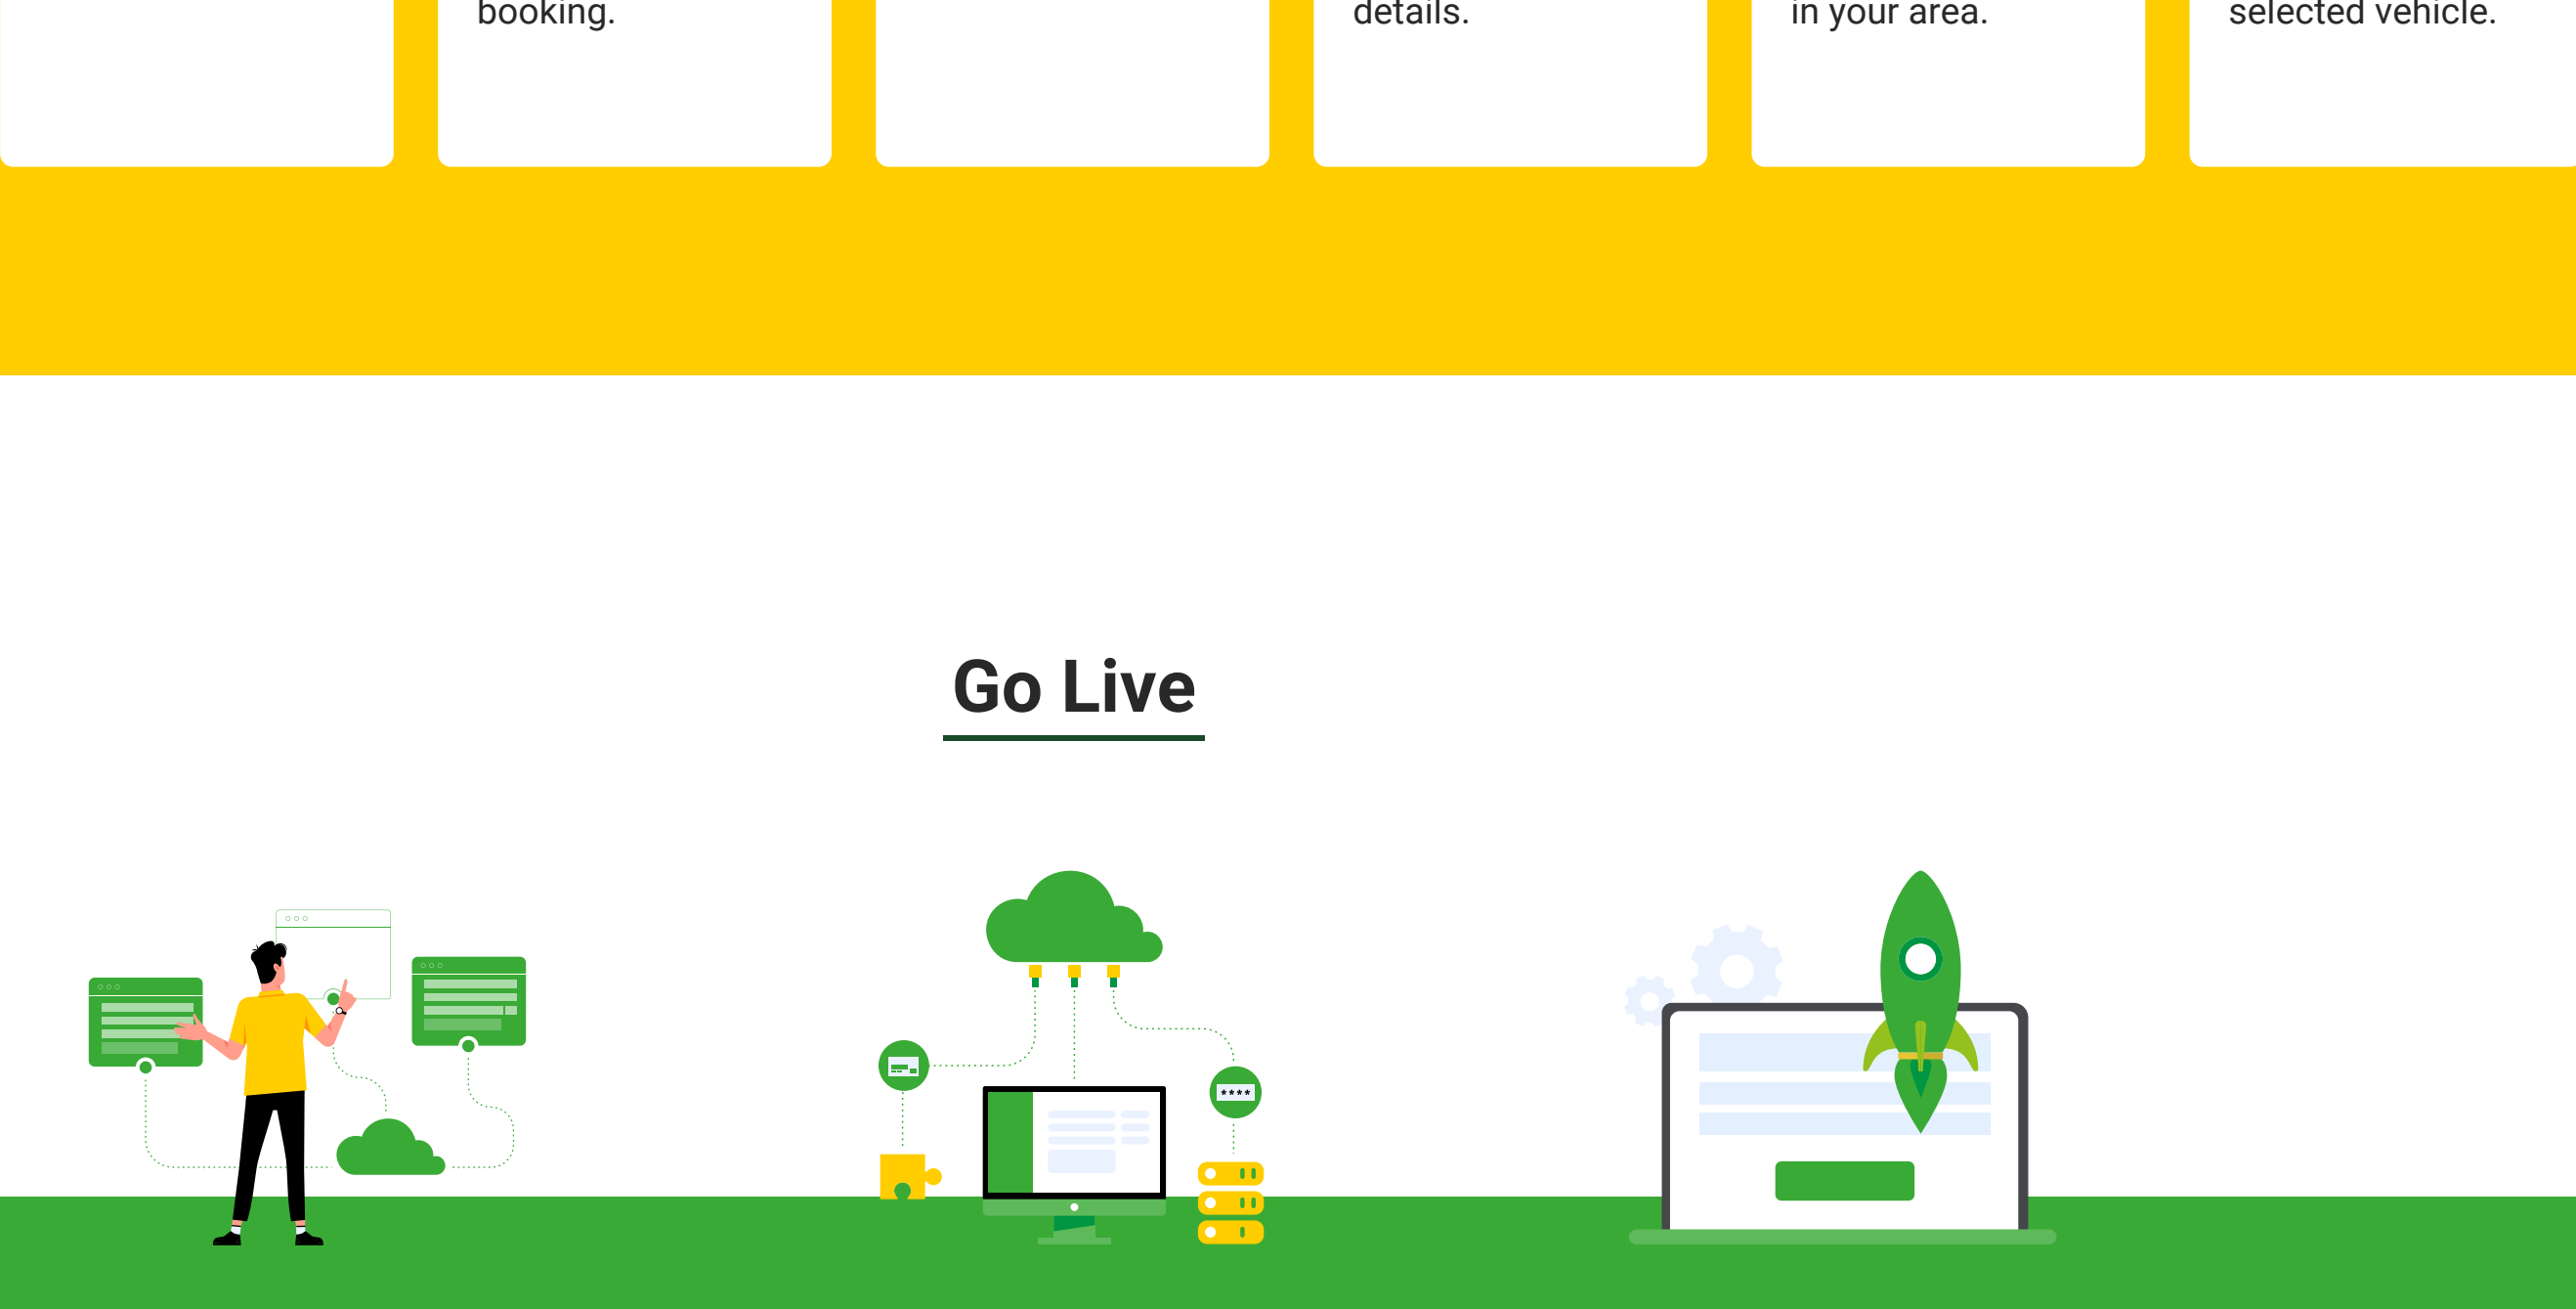 booking.
details.
in your area.
selected vehicle.
Go Live
****